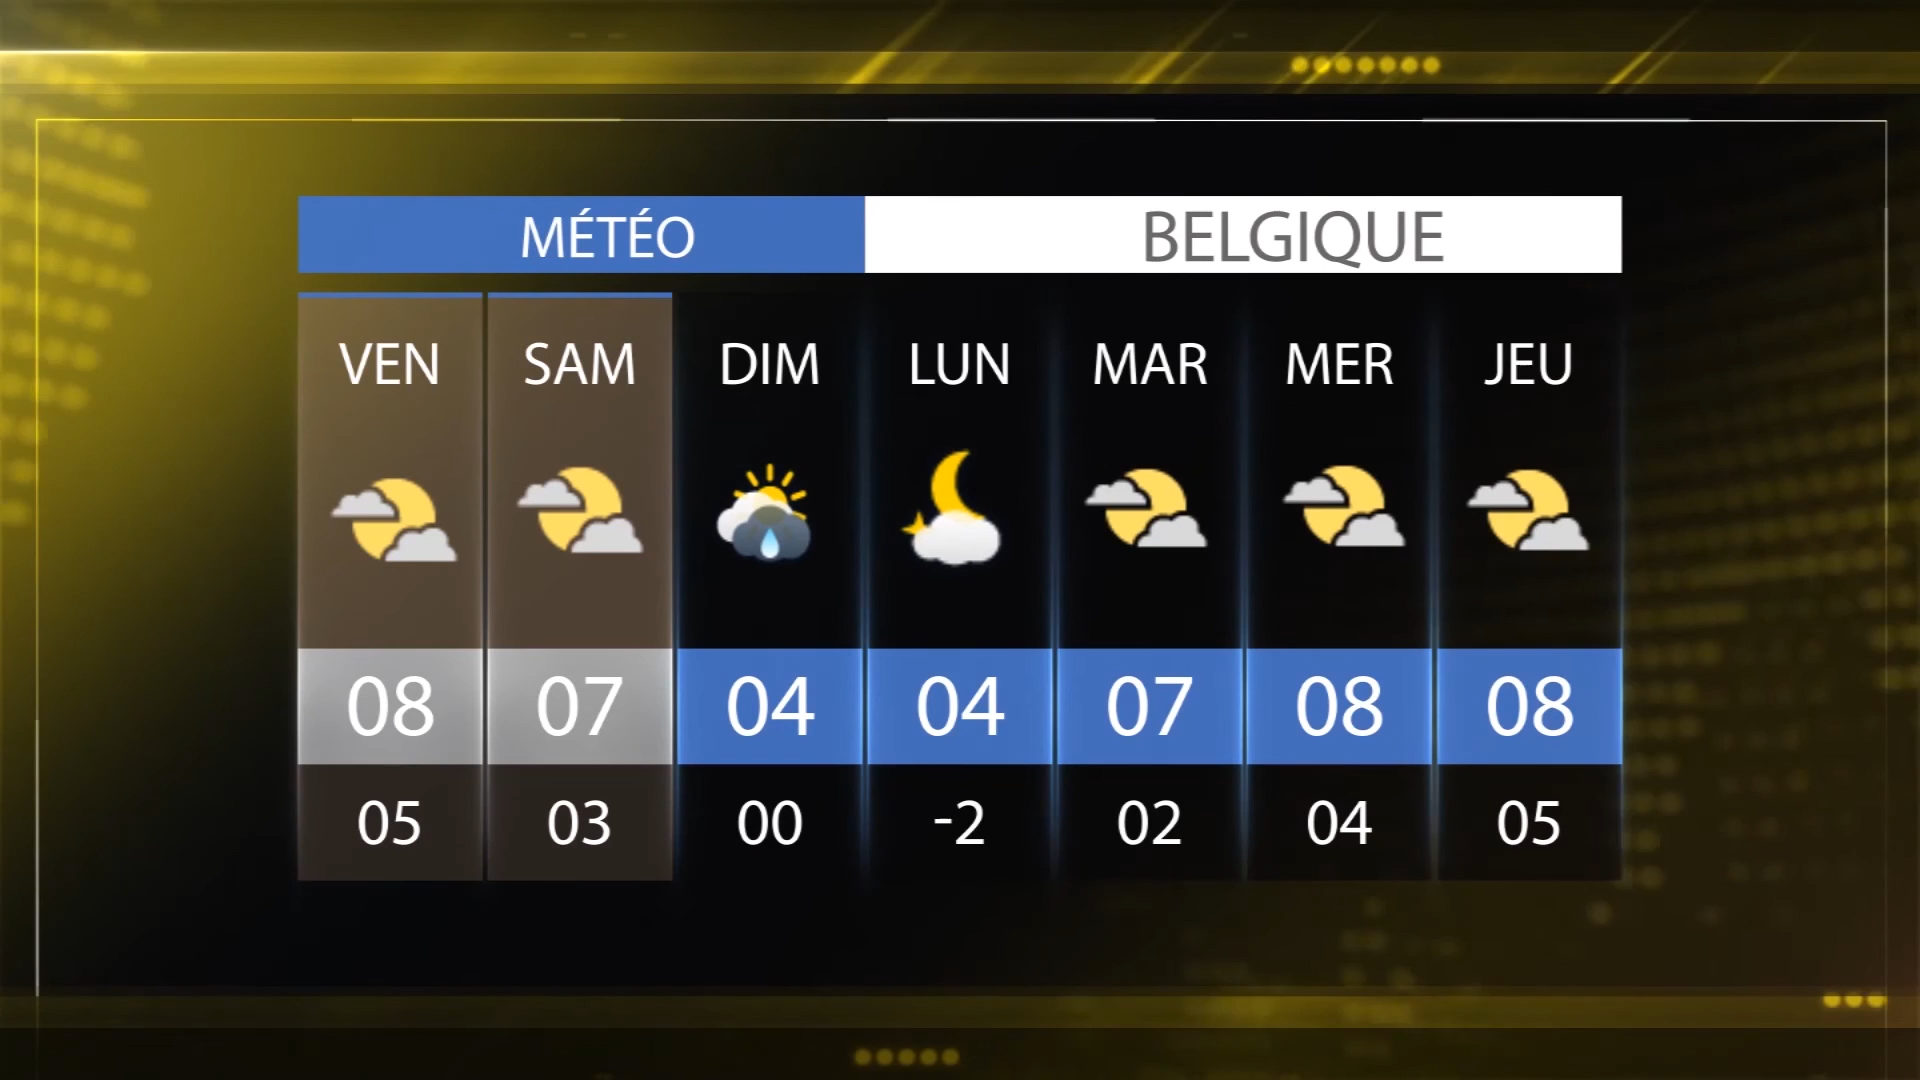 MÉTÉO BELGIQUE
VEN SAM DIM LUN MAR MER JEU
08 07 04 04 07 08 08
05 03 00 -2 02 04 05